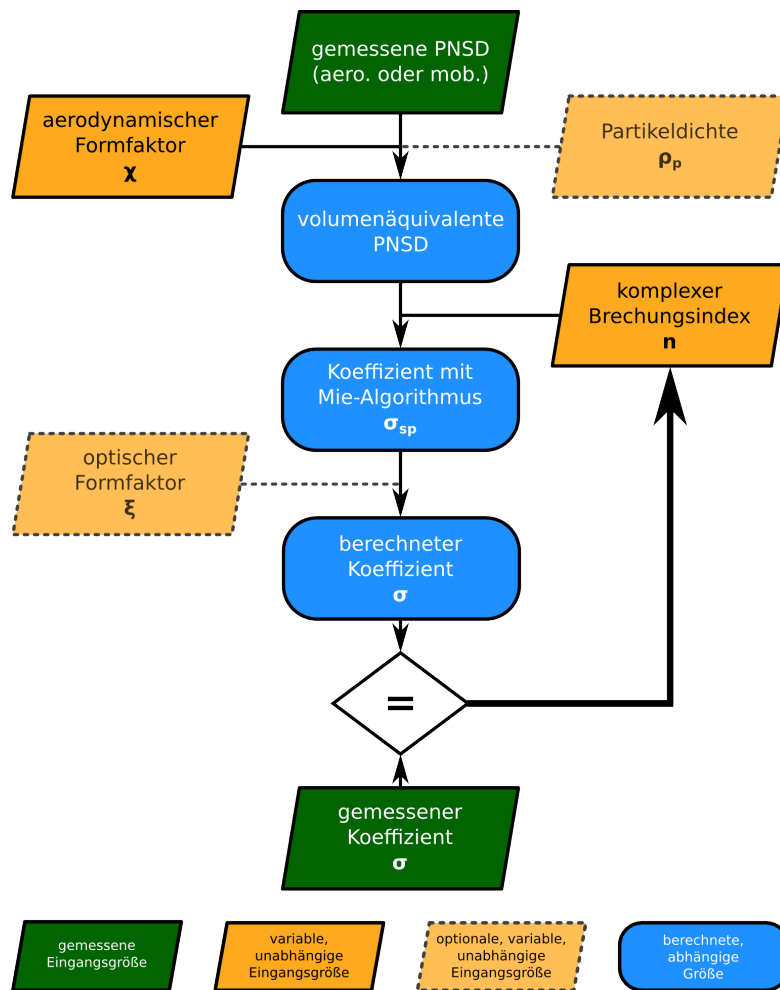 gemessene PNSD
(aero. oder mob.)
aerodynamischer
Formfaktor
χ
Partikeldichte
ρp
volumenäquivalente
PNSD
komplexer
Brechungsindex
n
Koeffizient mit
Mie-Algorithmus
σsp
optischer
Formfaktor
ξ
berechneter
Koeffizient
σ
=
gemessener
Koeffizient
σ
gemessene
Eingangsgröße
variable,
unabhängige
Eingangsgröße
optionale, variable,
unabhängige
Eingangsgröße
berechnete,
abhängige
Größe